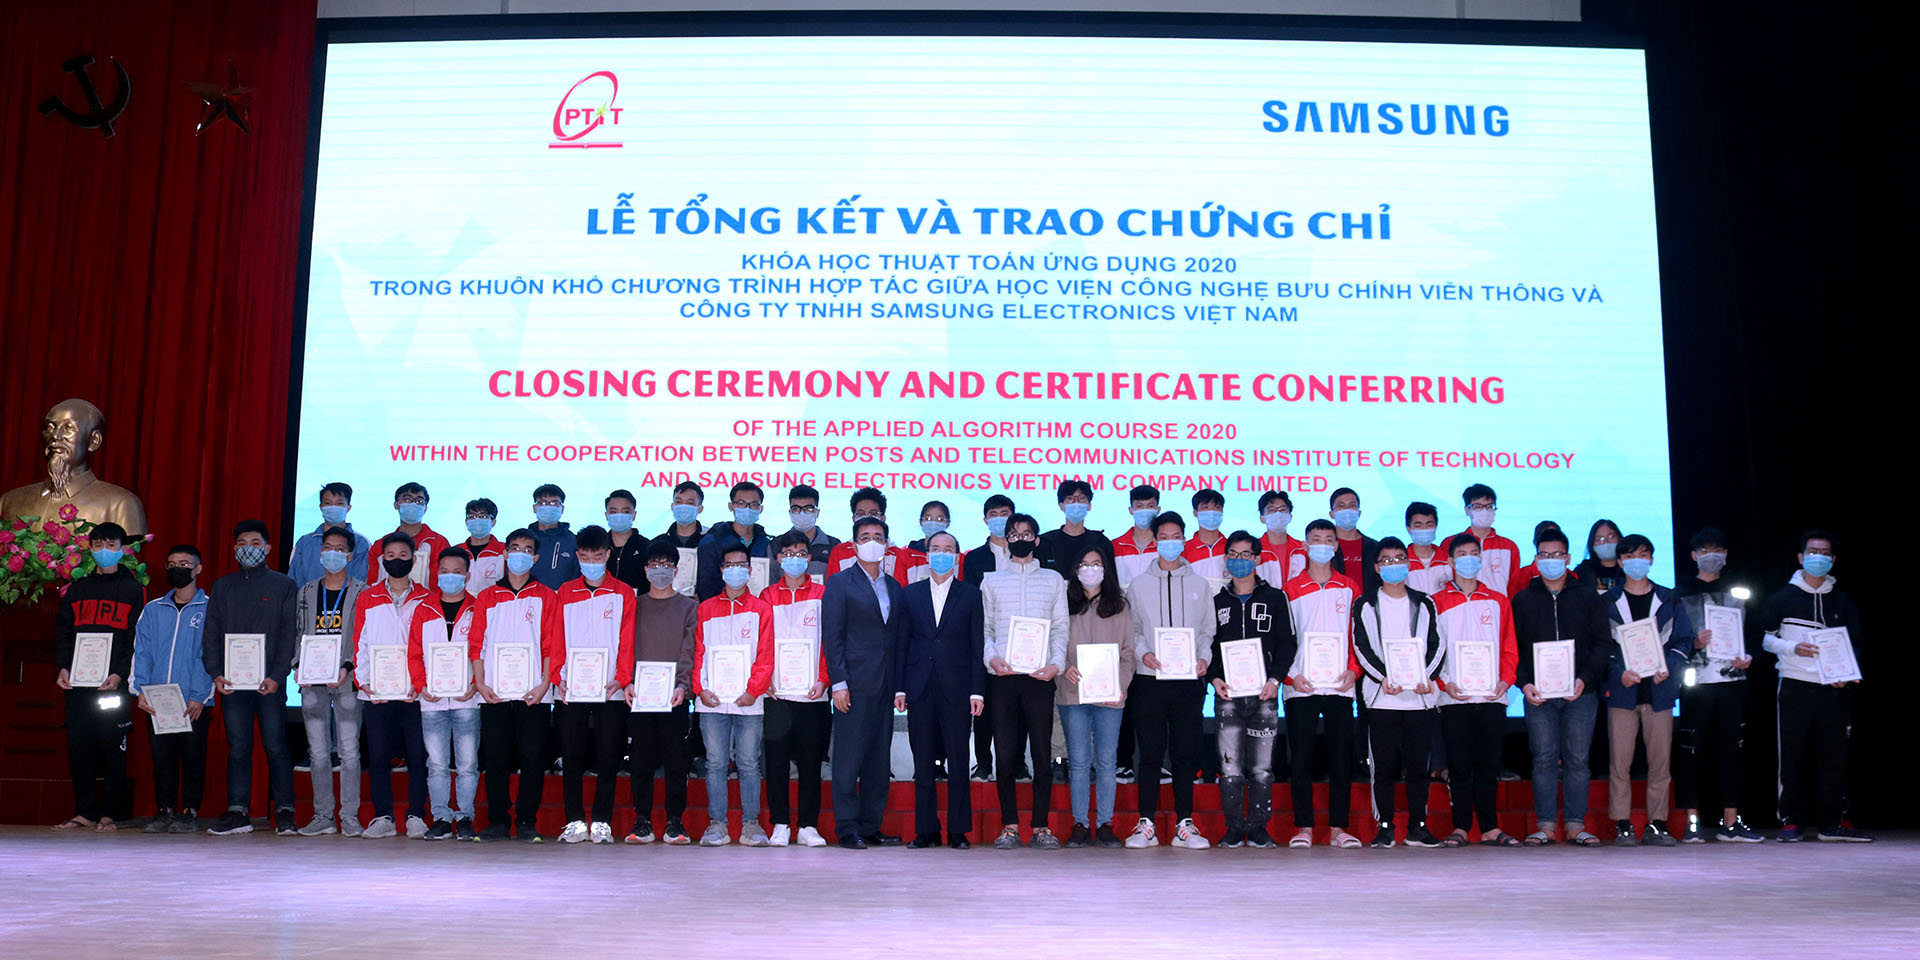 PTIT
SAMSUNG
LỄ TỔNG KẾT VÀ TRAO CHỨNG CHỈ
KHÓA HỌC THUẬT TOÁN ỨNG DỤNG 2020
TRONG KHUÔN KHỔ CHƯƠNG TRÌNH HỢP TÁC GIỮA HỌC VIỆN CÔNG NGHỆ BƯU CHÍNH VIỄN THÔNG VÀ
CÔNG TY TNHH SAMSUNG ELECTRONICS VIỆT NAM
CLOSING CEREMONY AND CERTIFICATE CONFERRING
OF THE APPLIED ALGORITHM COURSE 2020
WITHIN THE COOPERATION BETWEEN POSTS AND TELECOMMUNICATIONS INSTITUTE OF TECHNOLOGY
AND SAMSUNG ELECTRONICS VIETNAM COMPANY LIMITED